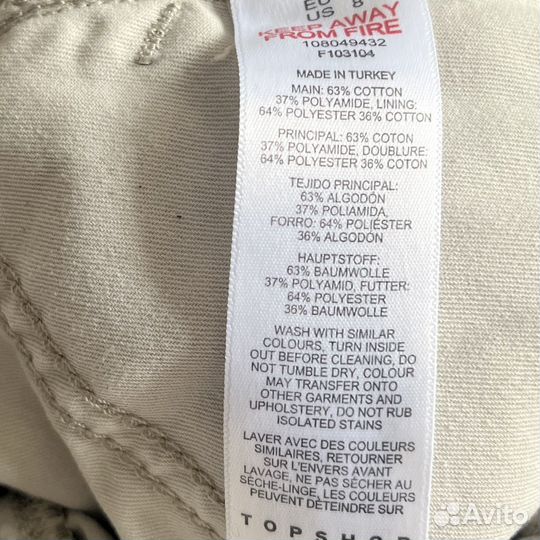 EU
US 8
KEEP AWAY
FROM FIRE
108049432
F103104
MADE IN TURKEY
MAIN: 63% COTTON
37% POLYAMIDE, LINING:
64% POLYESTER 36% COTTON
PRINCIPAL: 63% COTON
37% POLYAMIDE, DOUBLURE:
64% POLYESTER 36% COTON
TEJIDO PRINCIPAL:
63% ALGODÓN
37% POLIAMIDA,
FORRO: 64% POLIÉSTER
36% ALGODÓN
HAUPTSTOFF:
63% BAUMWOLLE
37% POLYAMID, FUTTER:
64% POLYESTER
36% BAUMWOLLE
WASH WITH SIMILAR
COLOURS, TURN INSIDE
OUT BEFORE CLEANING, DO
NOT TUMBLE DRY, COLOUR
MAY TRANSFER ONTO
OTHER GARMENTS AND
UPHOLSTERY, DO NOT RUB
ISOLATED STAINS
LAVER AVEC DES COULEURS
SIMILAIRES, RETOURNER
SUR L'ENVERS AVANT
LAVAGE, NE PAS SÉCHER AU
SÈCHE-LINGE, LES COULEURS
PEUVENT DÉTEINDRE SUR
TOPSHOP
Avito